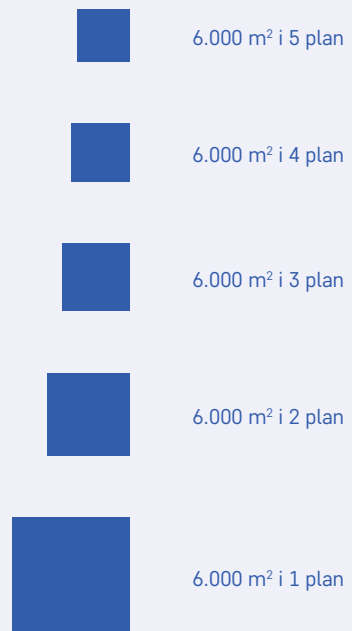 6.000 m² i 5 plan
6.000 m² i 4 plan
6.000 m² i 3 plan
6.000 m² i 2 plan
6.000 m² i 1 plan